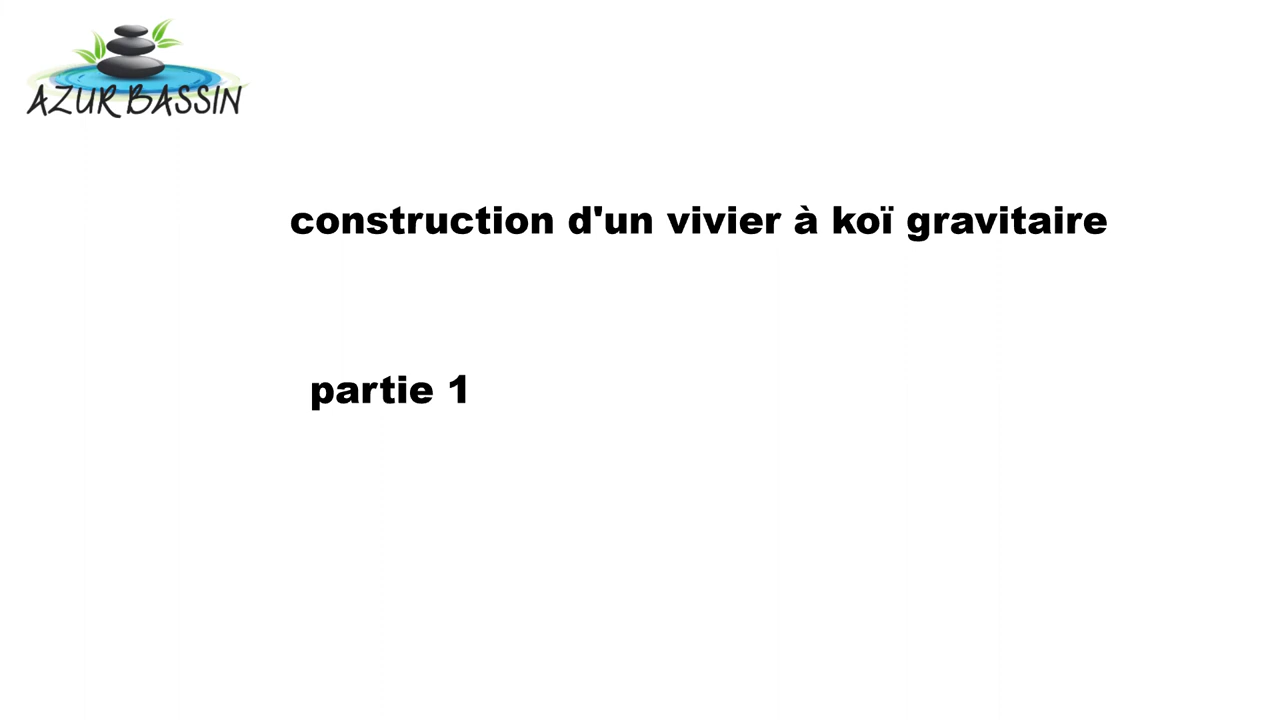 AZUR BASSIN
construction d'un vivier à koï gravitaire
partie 1